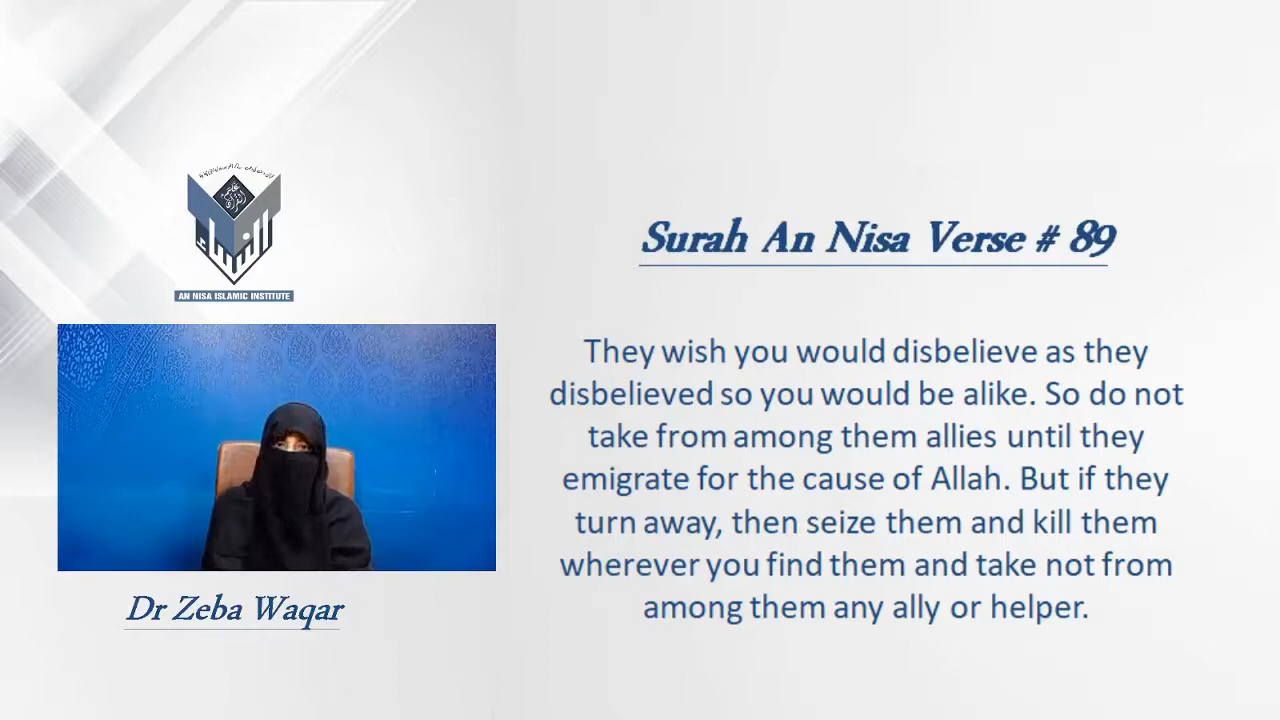 AN NISA ISLAMIC INSTITUTE
Dr Zeba Waqar
Surah An Nisa Verse # 89
They wish you would disbelieve as they
disbelieved so you would be alike. So do not
take from among them allies until they
emigrate for the cause of Allah. But if they
turn away, then seize them and kill them
wherever you find them and take not from
among them any ally or helper.